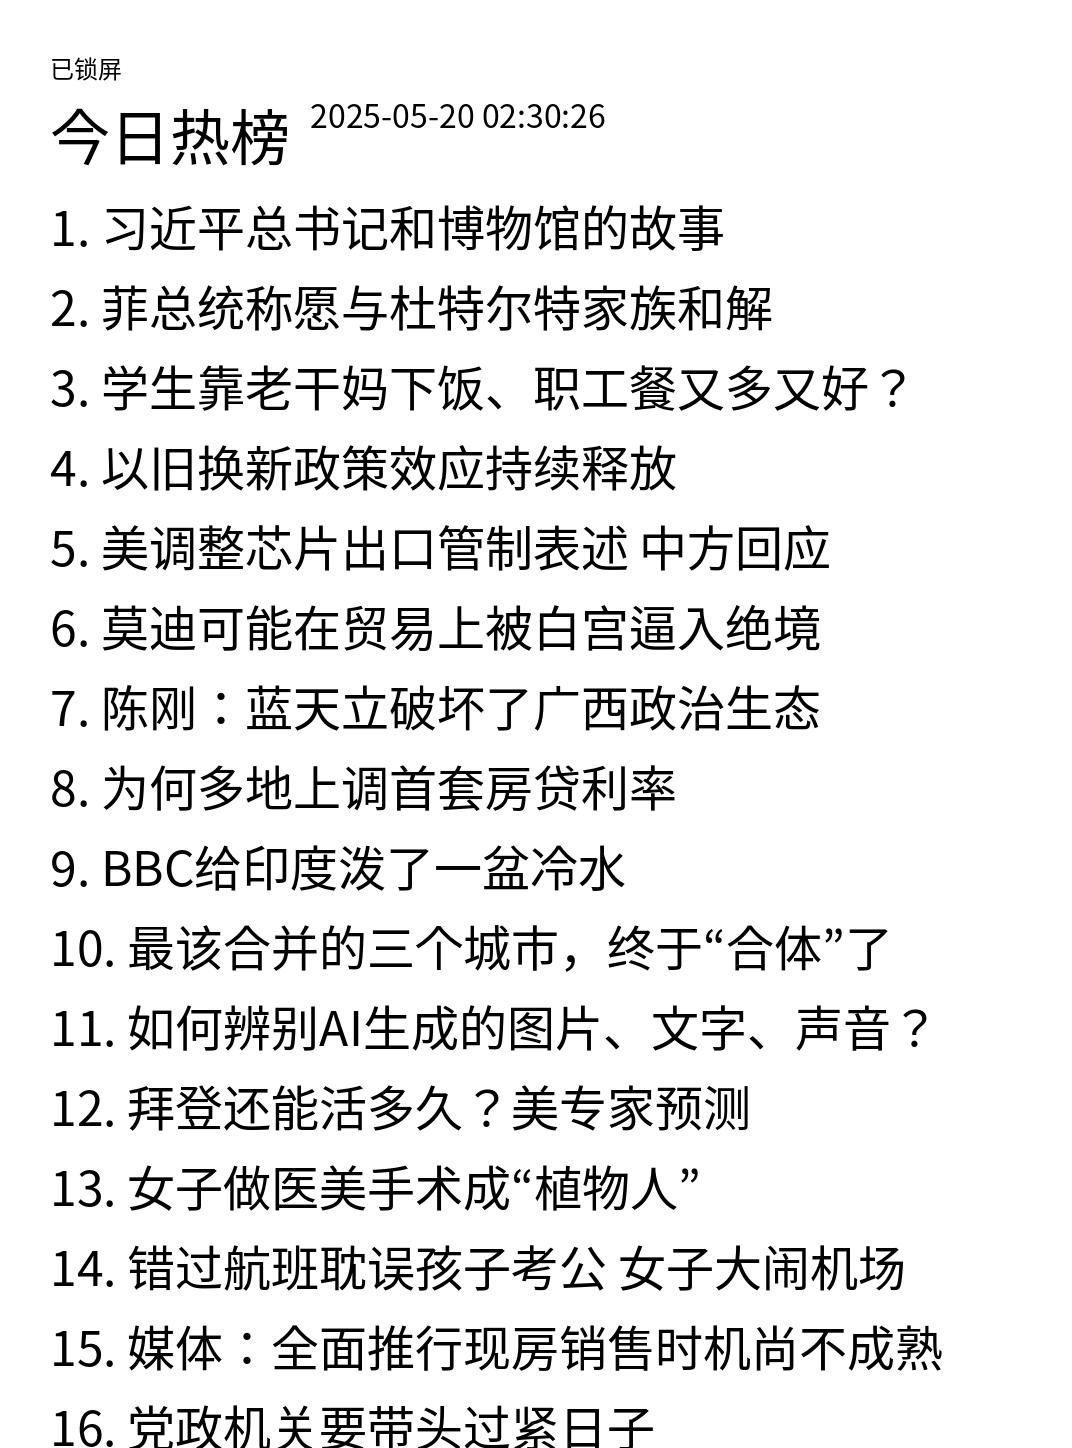 已锁屏
今日热榜 2025-05-20 02:30:26
1. 习近平总书记和博物馆的故事
2. 菲总统称愿与杜特尔特家族和解
3. 学生靠老干妈下饭、职工餐又多又好？
4. 以旧换新政策效应持续释放
5. 美调整芯片出口管制表述 中方回应
6. 莫迪可能在贸易上被白宫逼入绝境
7. 陈刚：蓝天立破坏了广西政治生态
8. 为何多地上调首套房贷利率
9. BBC给印度泼了一盆冷水
10. 最该合并的三个城市，终于“合体”了
11. 如何辨别AI生成的图片、文字、声音？
12. 拜登还能活多久？美专家预测
13. 女子做医美手术成“植物人”
14. 错过航班耽误孩子考公 女子大闹机场
15. 媒体：全面推行现房销售时机尚不成熟
16. 党政机关要带头过紧日子